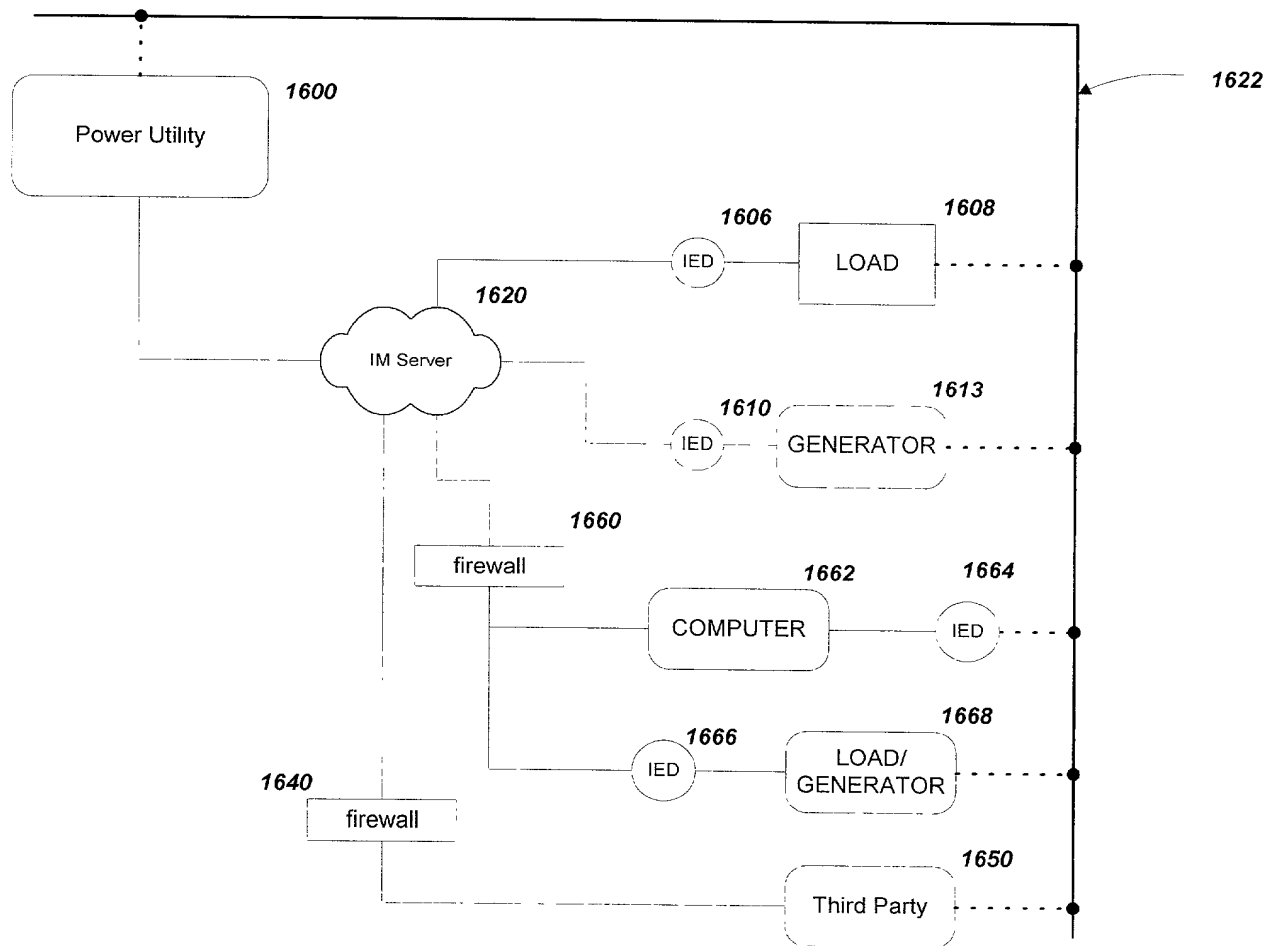 1600
1622
Power Utility
1606
1608
IED
LOAD
1620
IM Server
1610
1613
IED
GENERATOR
1660
firewall
1662
1664
COMPUTER
IED
1666
1668
IED
LOAD/
GENERATOR
1640
firewall
1650
Third Party